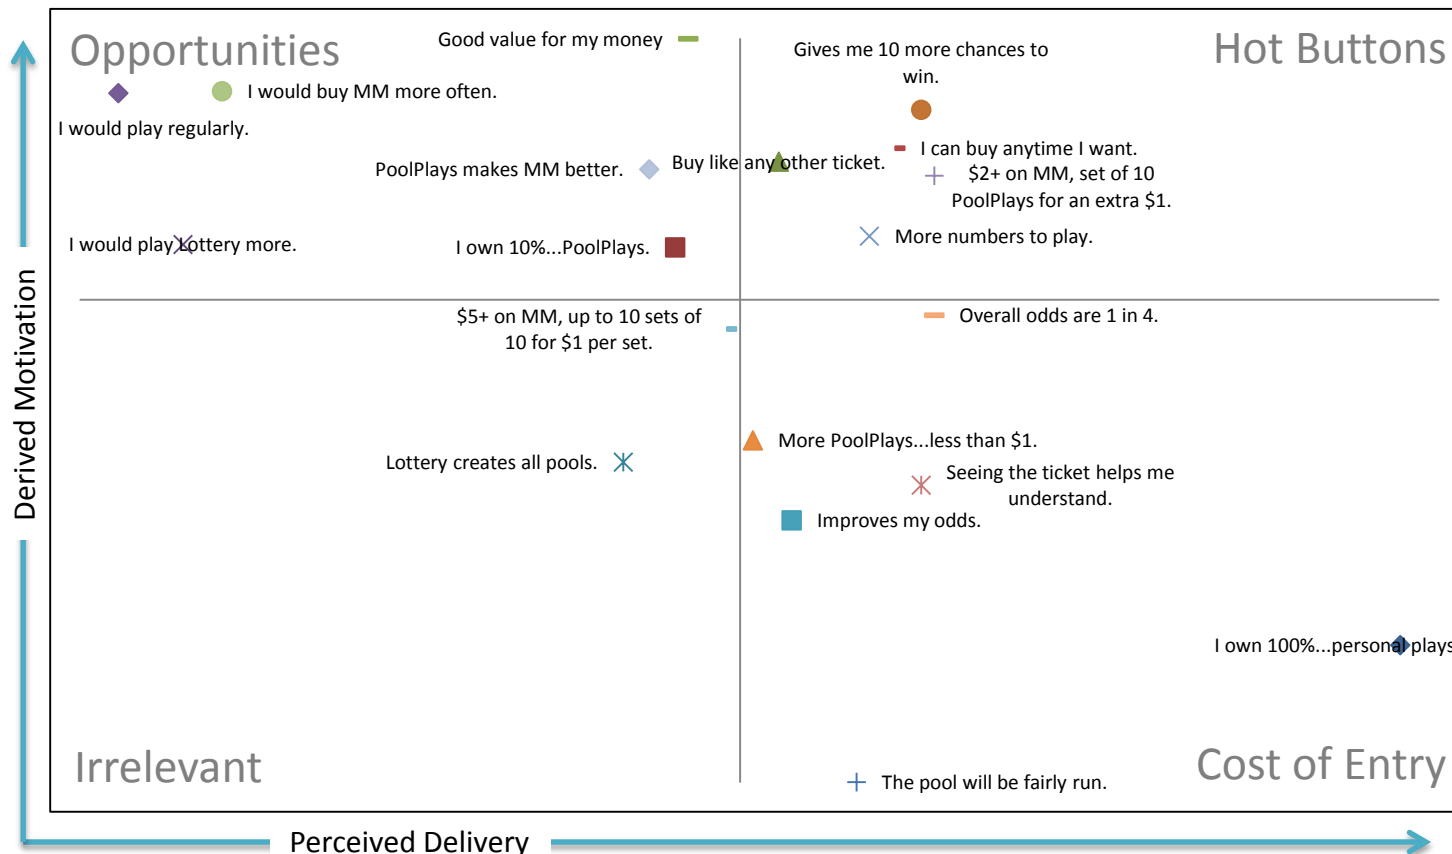 Opportunities
Good value for my money
Gives me 10 more chances to
win.
Hot Buttons
I would buy MM more often.
I would play regularly.
PoolPlays makes MM better.
Buy like any other ticket.
I can buy anytime I want.
$2+ on MM, set of 10
PoolPlays for an extra $1.
I would play Lottery more.
I own 10%...PoolPlays.
More numbers to play.
$5+ on MM, up to 10 sets of
10 for $1 per set.
Overall odds are 1 in 4.
Derived Motivation
More PoolPlays...less than $1.
Lottery creates all pools.
Seeing the ticket helps me
understand.
Improves my odds.
I own 100%...personal plays
Irrelevant
Cost of Entry
The pool will be fairly run.
Perceived Delivery